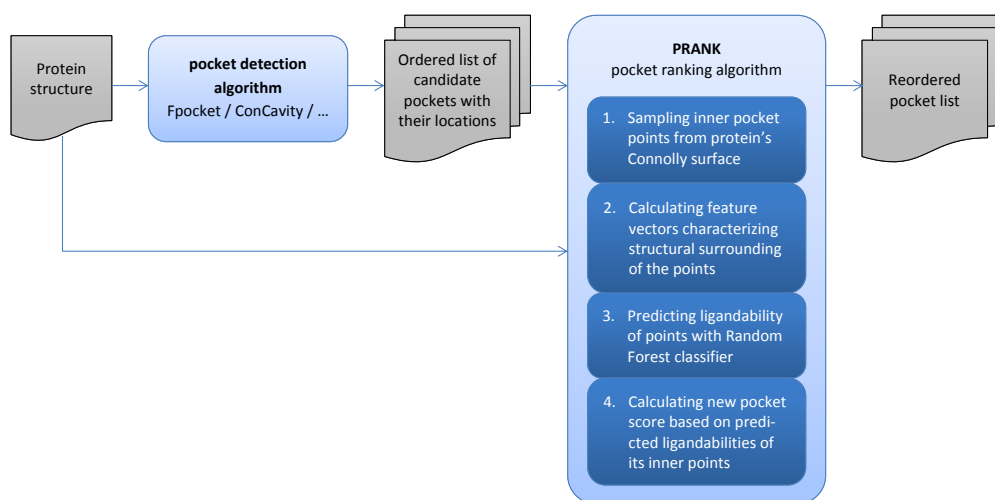 Protein
structure
pocket detection
algorithm
Fpocket / ConCavity / …
Ordered list of
candidate
pockets with
their locations
PRANK
pocket ranking algorithm
1. Sampling inner pocket
points from protein's
Connolly surface
2. Calculating feature
vectors characterizing
structural surrounding
of the points
3. Predicting ligandability
of points with Random
Forest classifier
4. Calculating new pocket
score based on predi-
cted ligandabilities of
its inner points
Reordered
pocket list